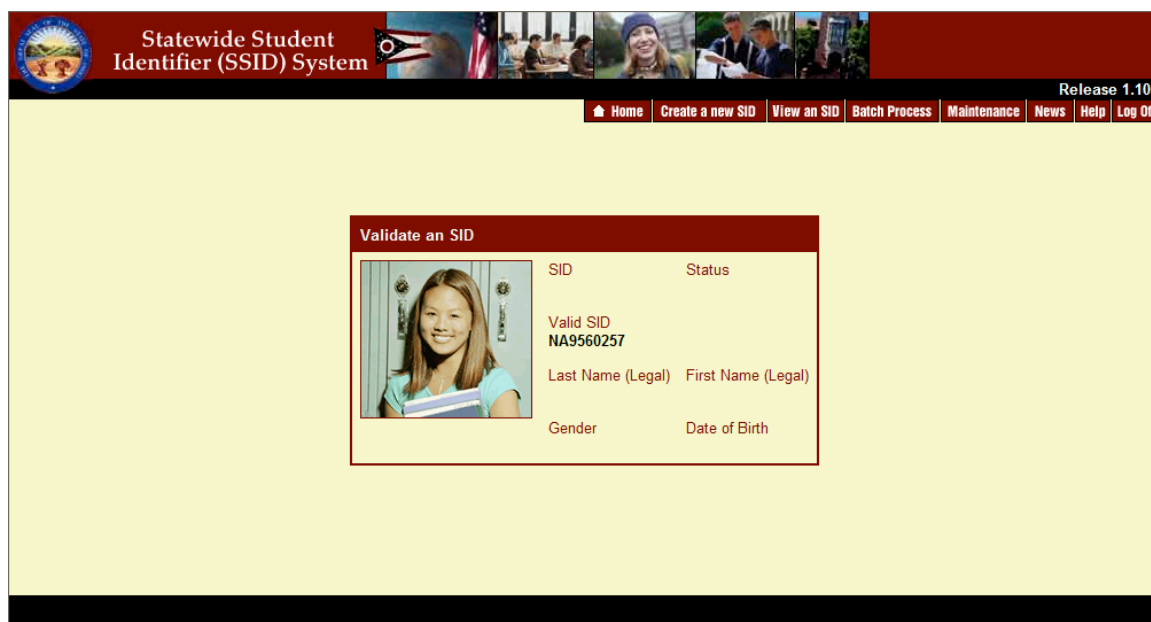 Statewide Student
Identifier (SSID) System
Release 1.10
Home Create a new SID View an SID Batch Process Maintenance News Help Log Of
Validate an SID
SID Status
Valid SID
NA9560257
Last Name (Legal) First Name (Legal)
Gender Date of Birth